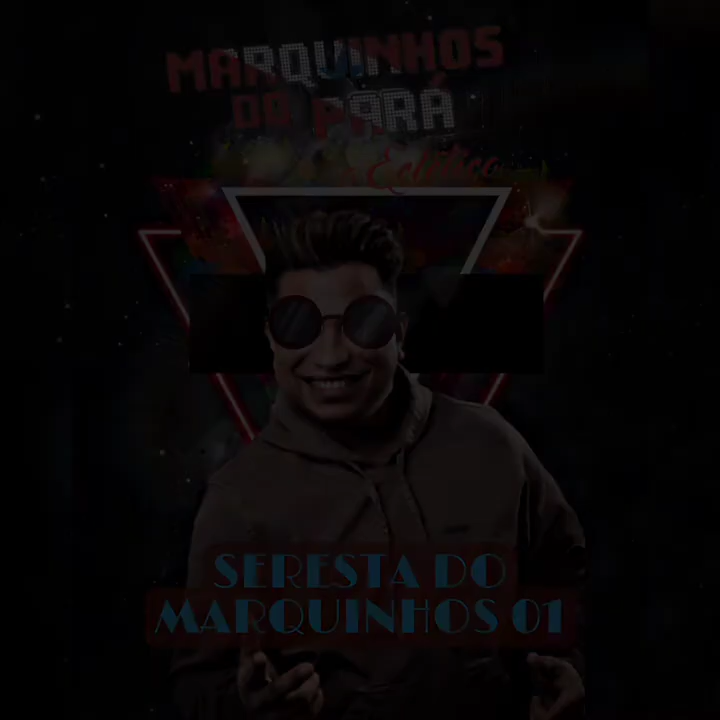 MARQUINHOS
DO PARÁ
Eclético
SERESTA DO
MARQUINHOS 01